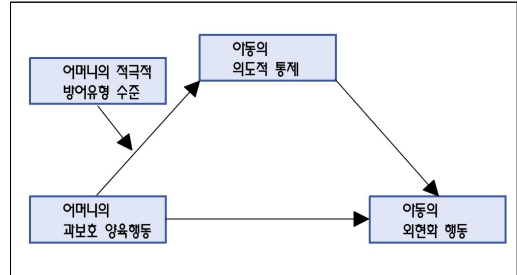 아동의
의도적 통제
어머니의 적극적
방어유형 수준
어머니의
과보호 양육행동
아동의
외현화 행동